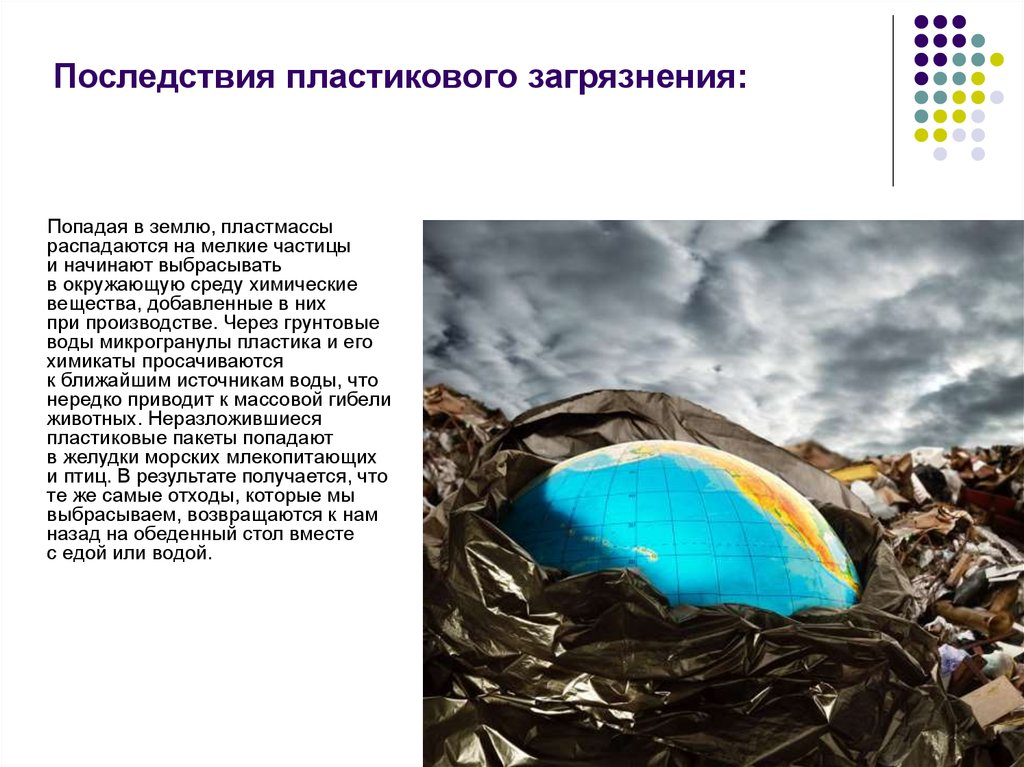 Последствия пластикового загрязнения:
Попадая в землю, пластмассы
распадаются на мелкие частицы
и начинают выбрасывать
в окружающую среду химические
вещества, добавленные в них
при производстве. Через грунтовые
воды микрогранулы пластика и его
химикаты просачиваются
к ближайшим источникам воды, что
нередко приводит к массовой гибели
животных. Неразложившиеся
пластиковые пакеты попадают
в желудки морских млекопитающих
и птиц. В результате получается, что
те же самые отходы, которые мы
выбрасываем, возвращаются к нам
назад на обеденный стол вместе
с едой или водой.